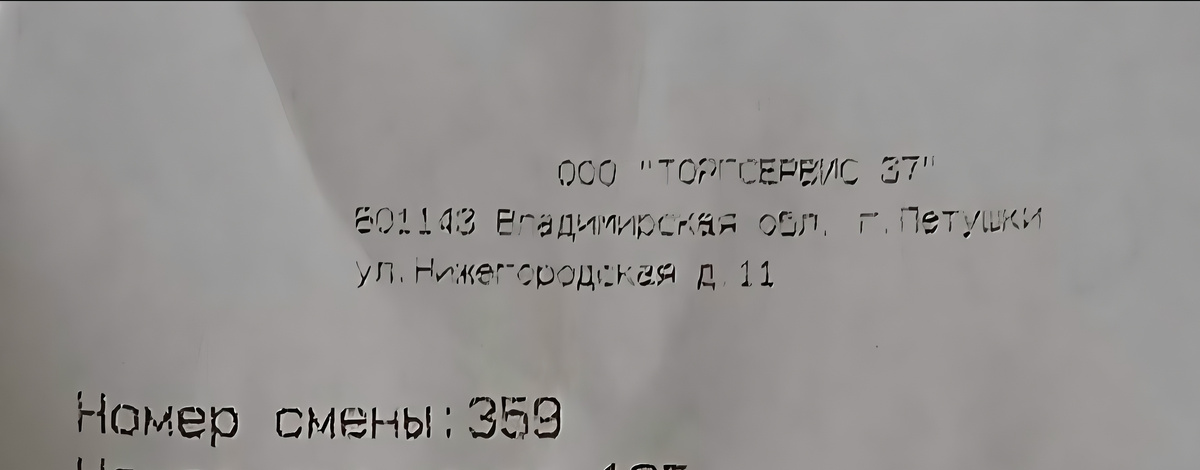 ООО "ТОРГСЕРВИС 37"
601143 Владимирская обл. г.Петушки
ул.Нижегородская д.11
Номер смены:359